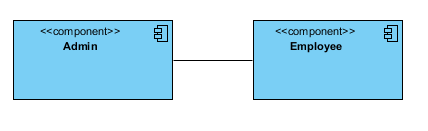 <<component>>
Admin
<<component>>
Employee